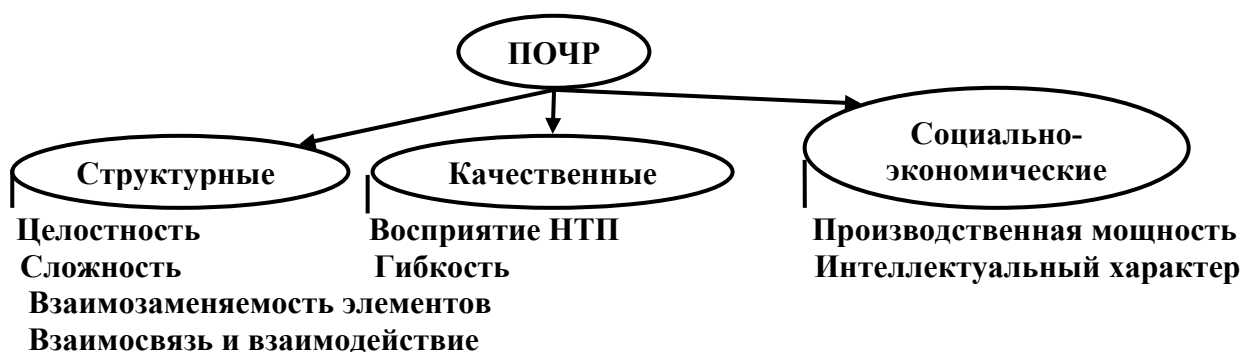 ПОЧР
Структурные
Качественные
Социально-
экономические
Целостность
Сложность
Взаимозаменяемость элементов
Взаимосвязь и взаимодействие
Восприятие НТП
Гибкость
Производственная мощность
Интеллектуальный характер